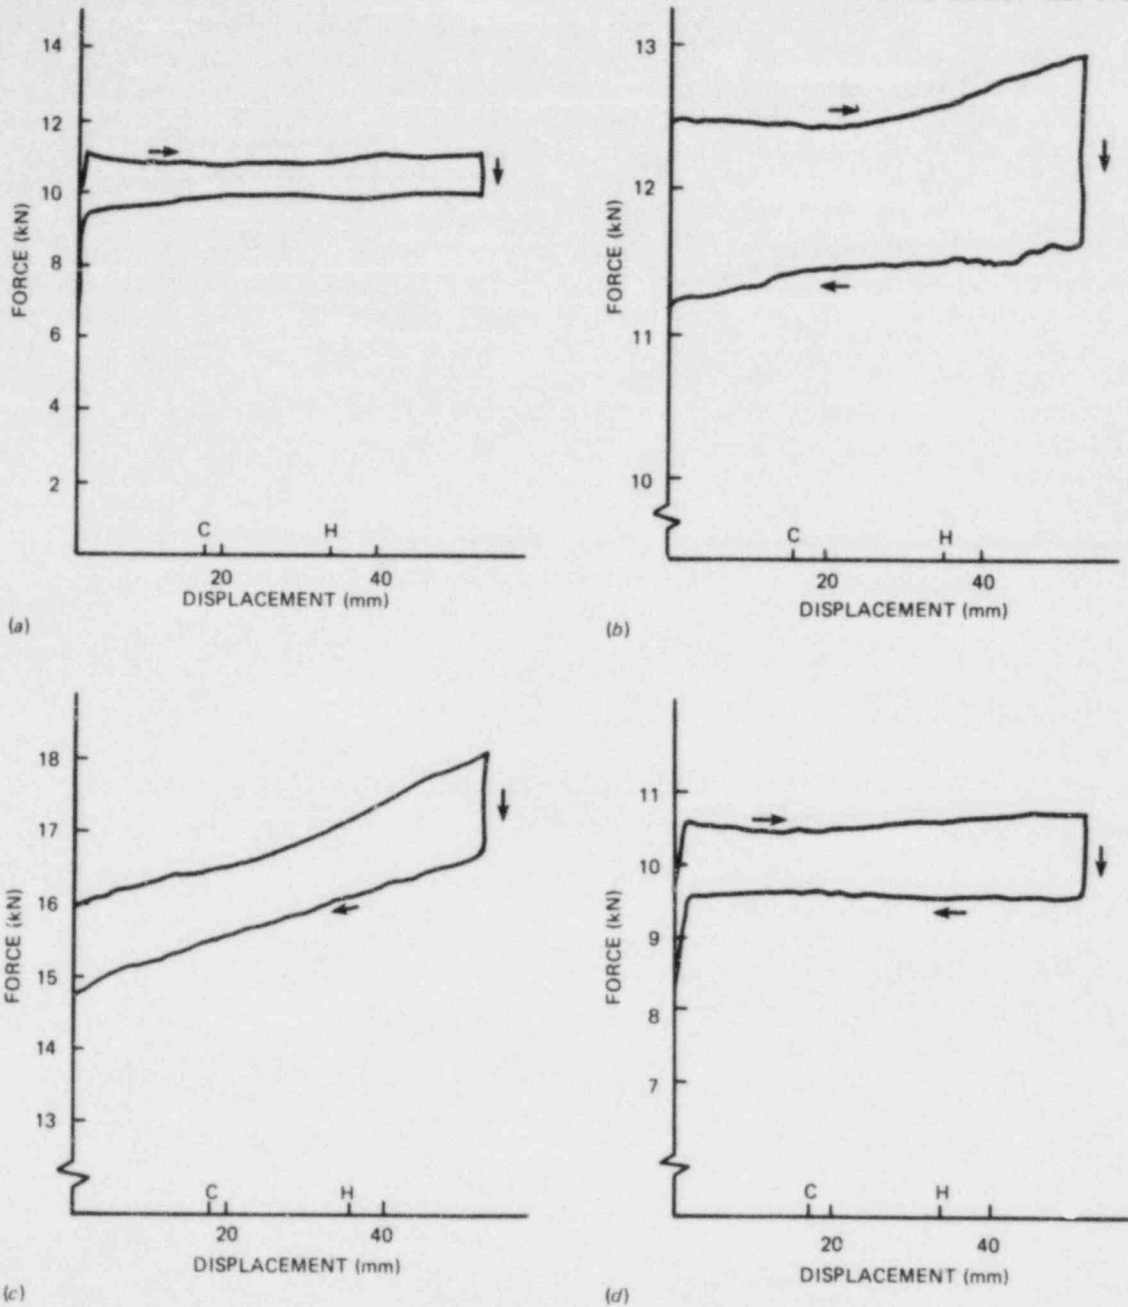 14
12
10
8
6
4
2
FORCE (kN)
C H
20 40
DISPLACEMENT (mm)
(a)
13
12
11
10
FORCE (kN)
C H
20 40
DISPLACEMENT (mm)
(b)
18
17
16
15
14
13
FORCE (kN)
C H
20 40
DISPLACEMENT (mm)
(c)
11
10
9
8
7
FORCE (kN)
C H
20 40
DISPLACEMENT (mm)
(d)